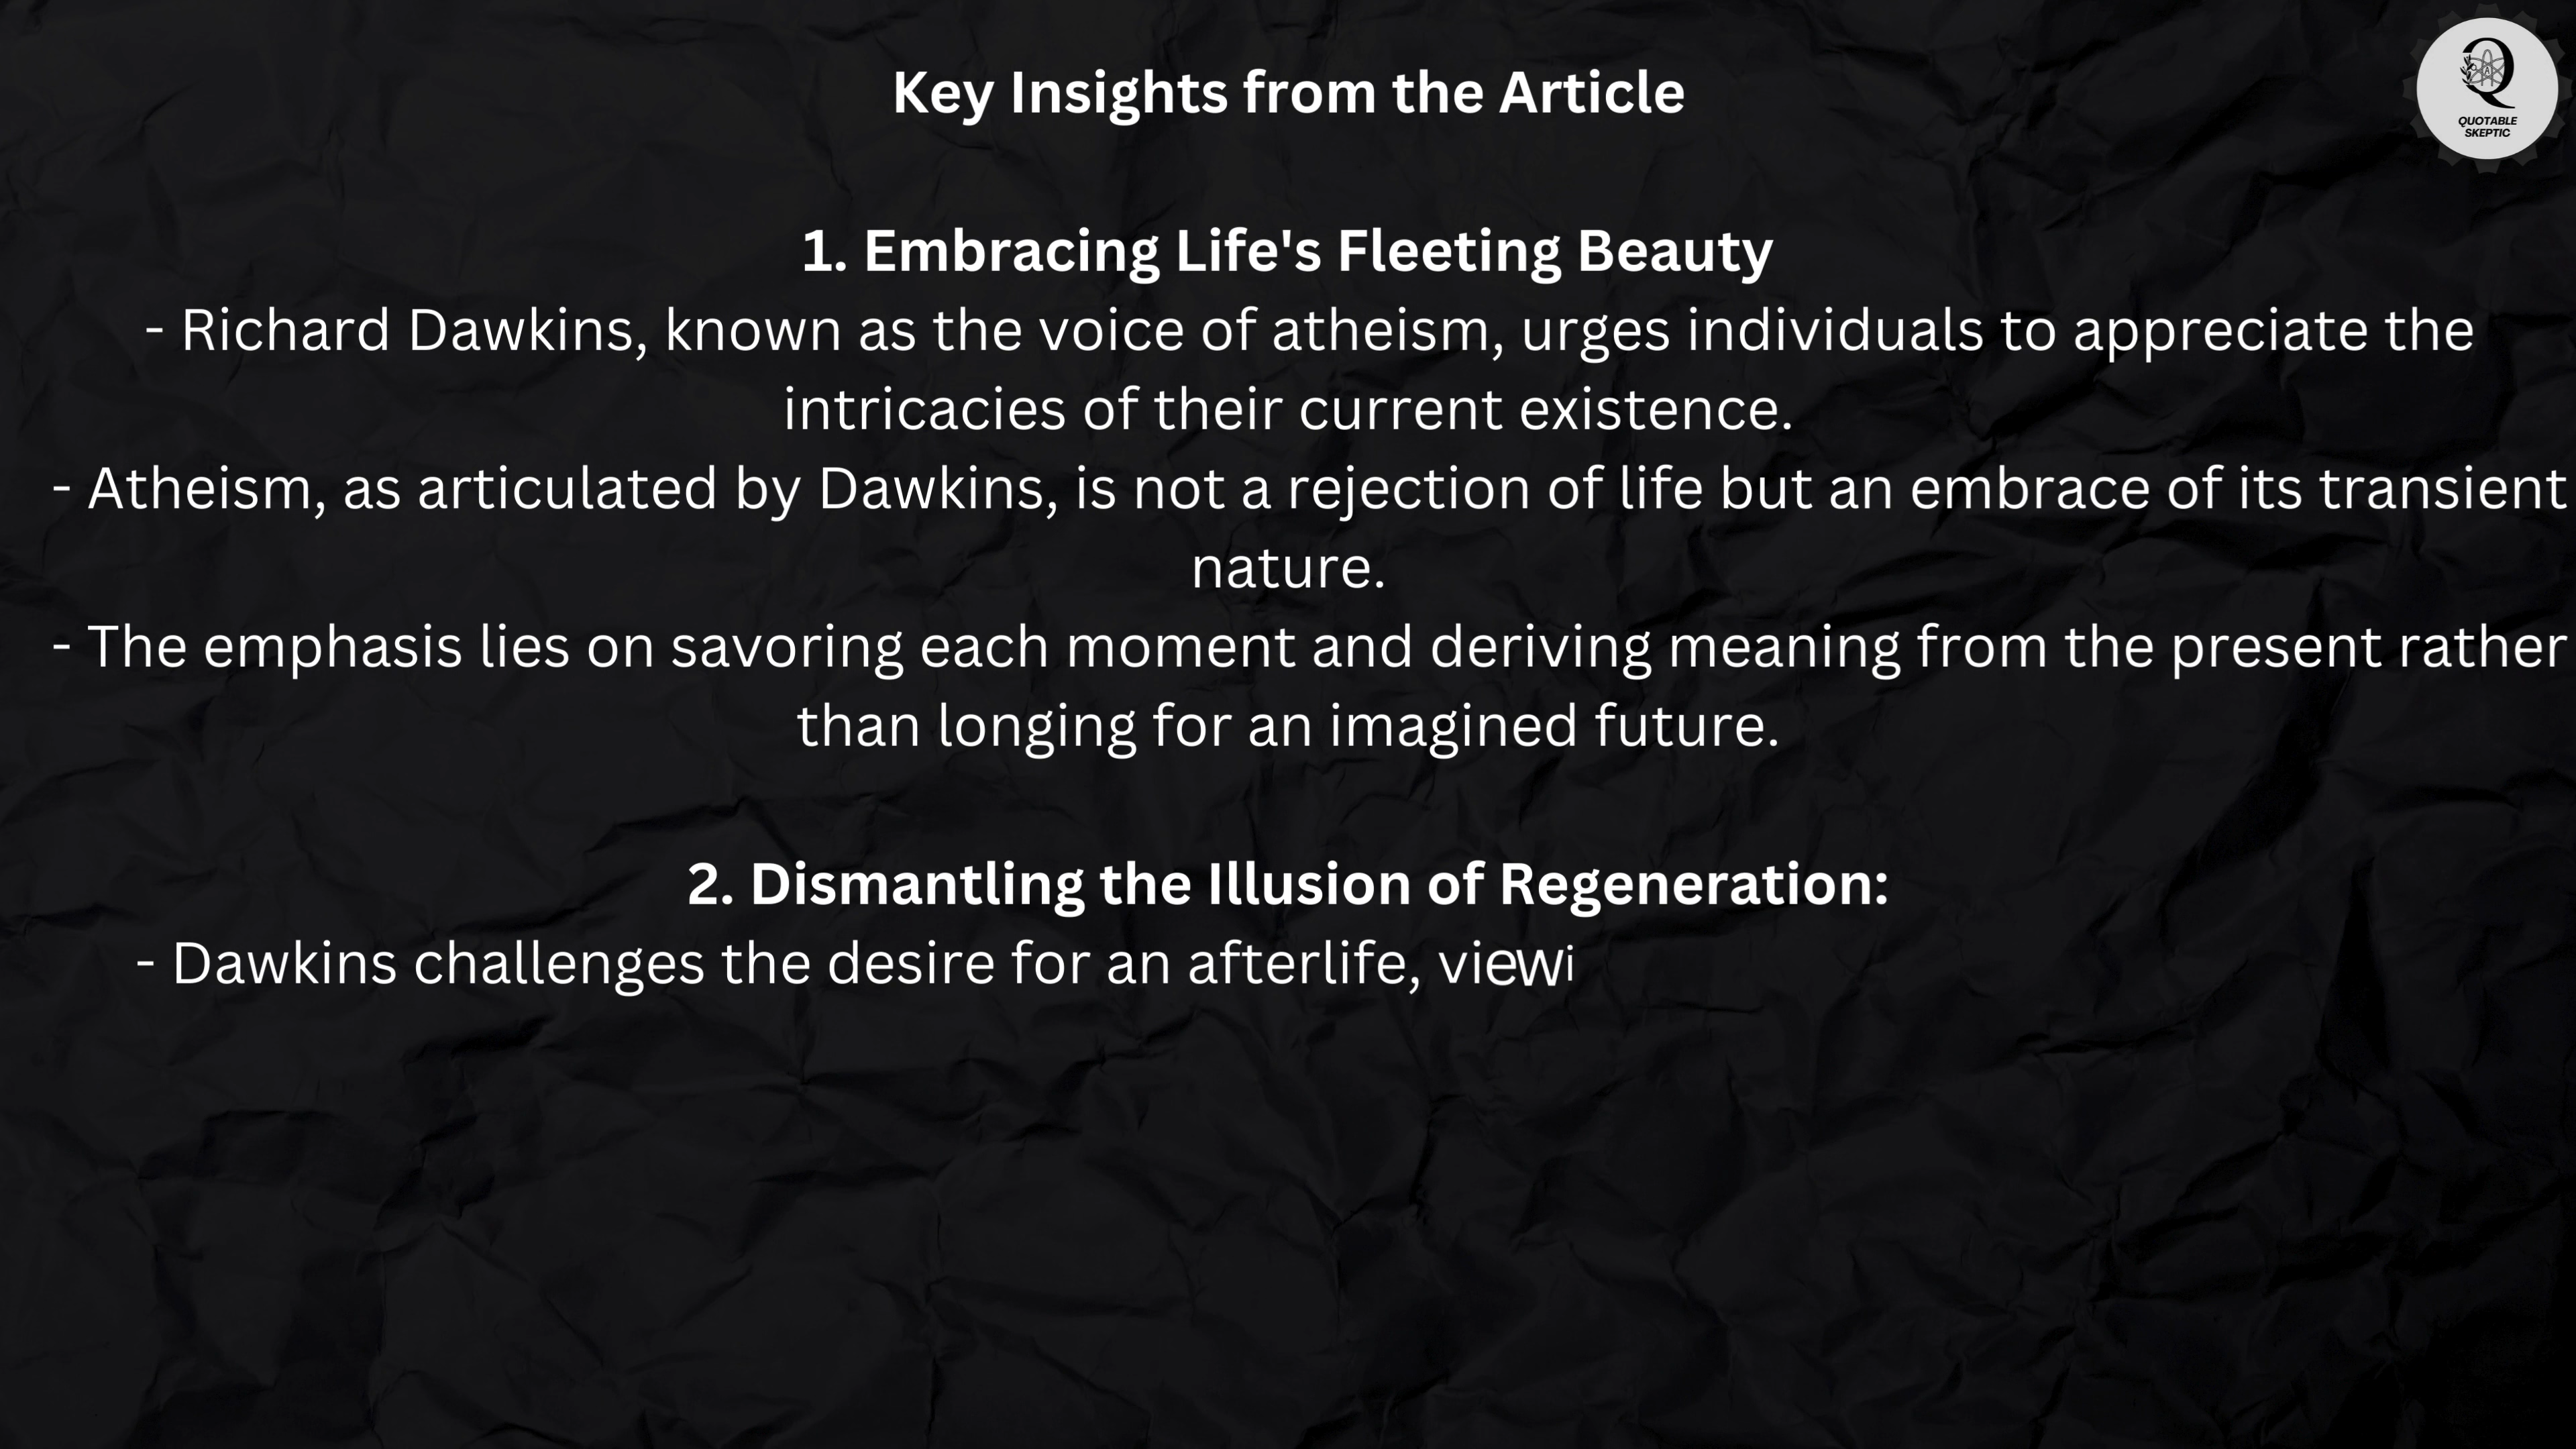 Key Insights from the Article
QUOTABLE
SKEPTIC
1. Embracing Life's Fleeting Beauty
- Richard Dawkins, known as the voice of atheism, urges individuals to appreciate the
intricacies of their current existence.
- Atheism, as articulated by Dawkins, is not a rejection of life but an embrace of its transient
nature.
- The emphasis lies on savoring each moment and deriving meaning from the present rather
than longing for an imagined future.
2. Dismantling the Illusion of Regeneration:
- Dawkins challenges the desire for an afterlife, viewi